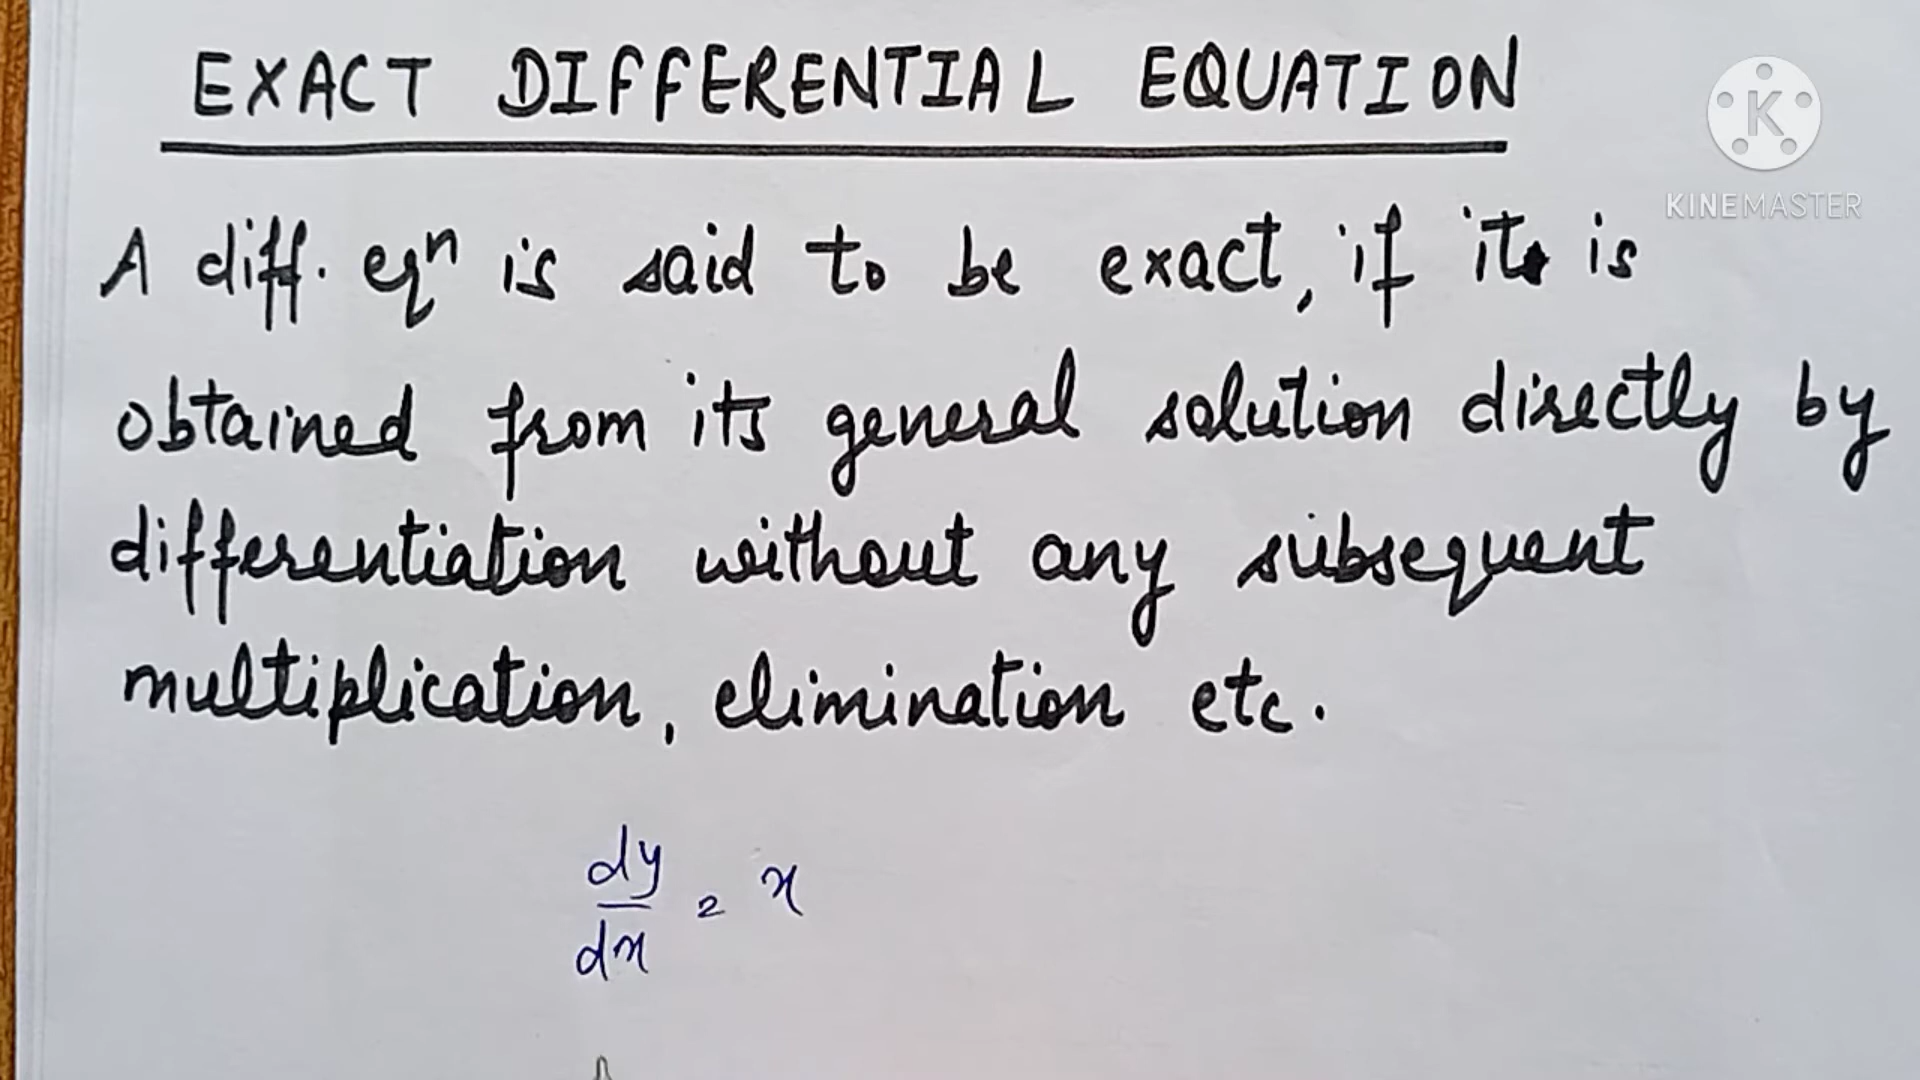 EXACT DIFFERENTIAL EQUATION
K
KINEMASTER
A diff. eqⁿ is said to be exact, if it is
obtained from its general solution directly by
differentiation without any subsequent
multiplication, elimination etc.
dy/dx = x